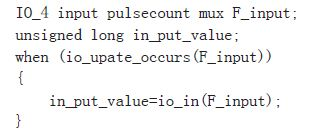 IO_4 input pulsecount mux F_input;
unsigned long in_put_value;
when (io_upate_occurs(F_input))
{
in_put_value=io_in(F_input);
}